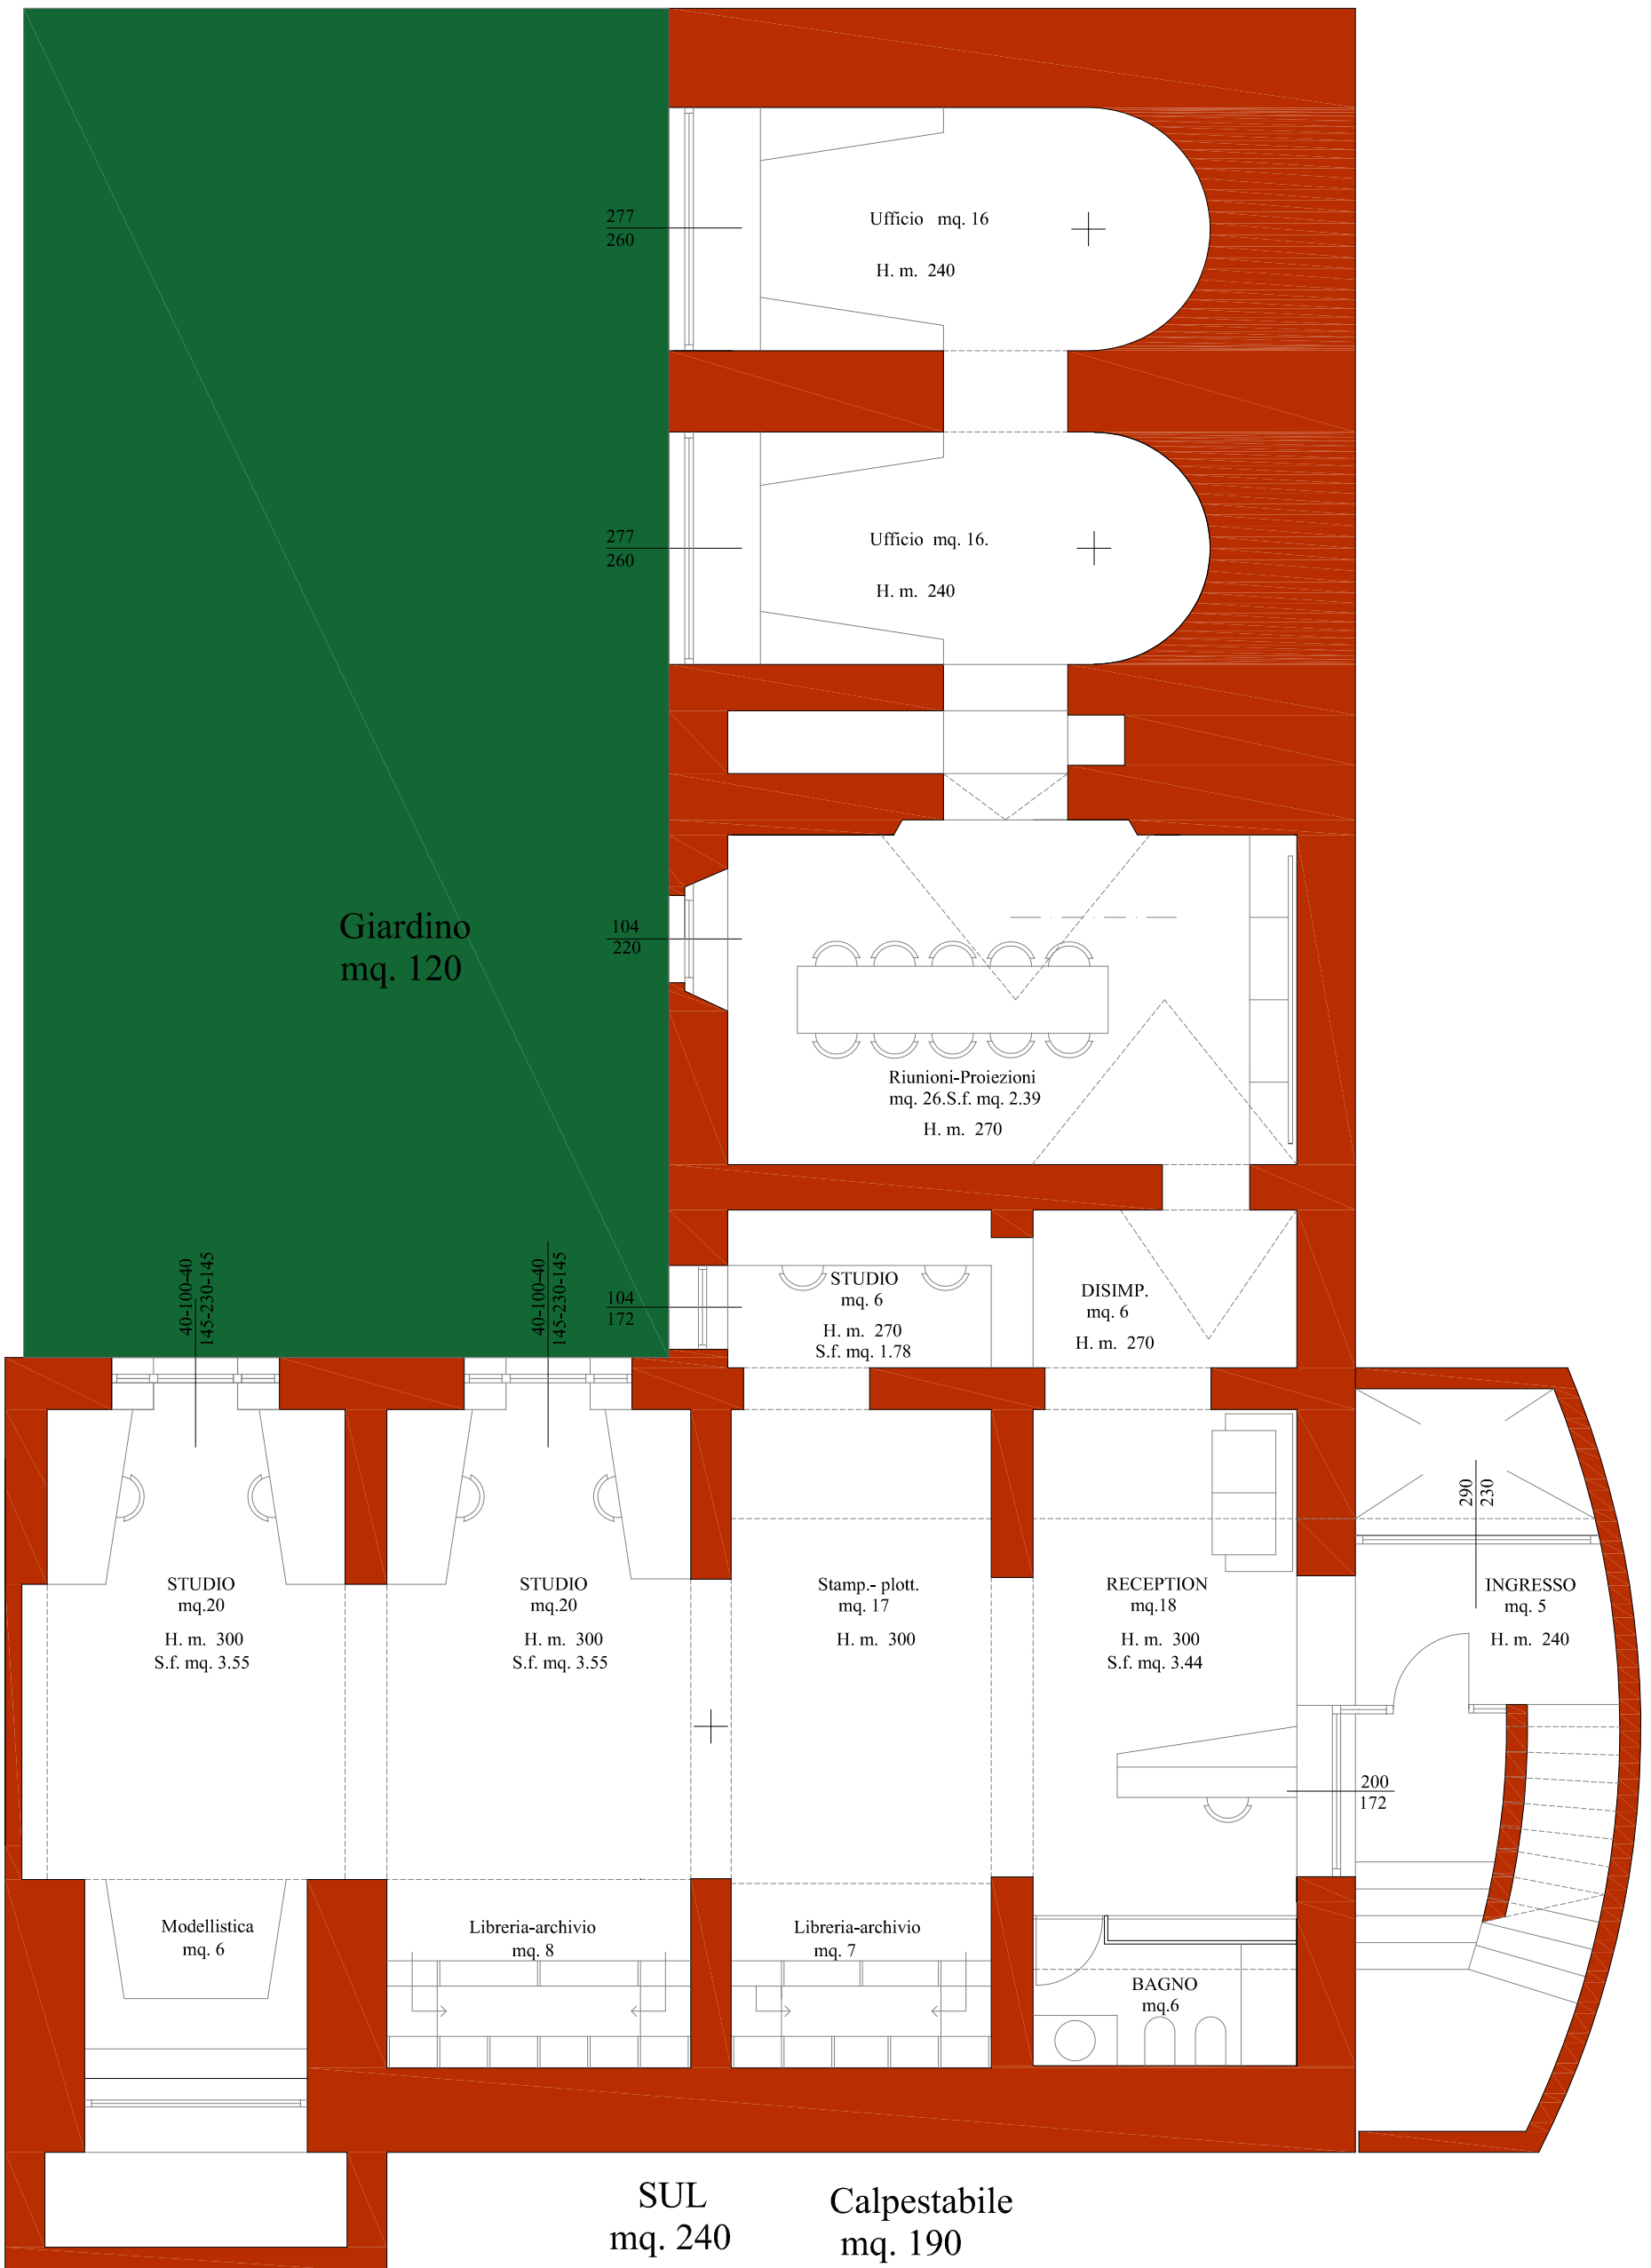 277
260
Ufficio mq. 16
H. m. 240
277
260
Ufficio mq. 16.
H. m. 240
Giardino
mq. 120
104
220
Riunioni-Proiezioni
mq. 26.S.f. mq. 2.39
H. m. 270
40-100-40
145-230-145
40-100-40
145-230-145
104
172
STUDIO
mq. 6
H. m. 270
S.f. mq. 1.78
DISIMP.
mq. 6
H. m. 270
290
230
STUDIO
mq.20
H. m. 300
S.f. mq. 3.55
STUDIO
mq.20
H. m. 300
S.f. mq. 3.55
Stamp.- plott.
mq. 17
H. m. 300
RECEPTION
mq.18
H. m. 300
S.f. mq. 3.44
INGRESSO
mq. 5
H. m. 240
200
172
Modellistica
mq. 6
Libreria-archivio
mq. 8
Libreria-archivio
mq. 7
BAGNO
mq.6
SUL
mq. 240
Calpestabile
mq. 190